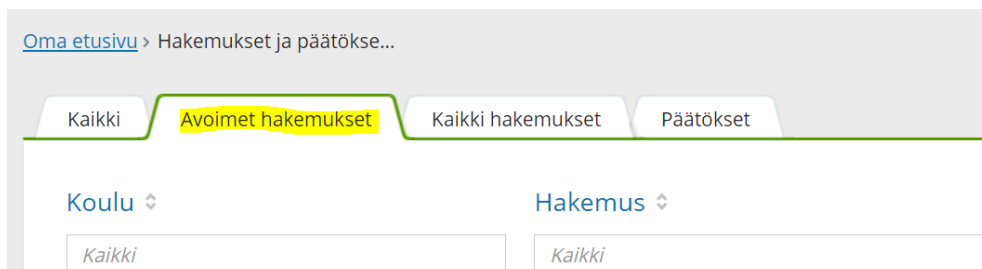 Oma etusivu › Hakemukset ja päätökse...
Kaikki Avoimet hakemukset Kaikki hakemukset Päätökset
Koulu Hakemus
Kaikki Kaikki